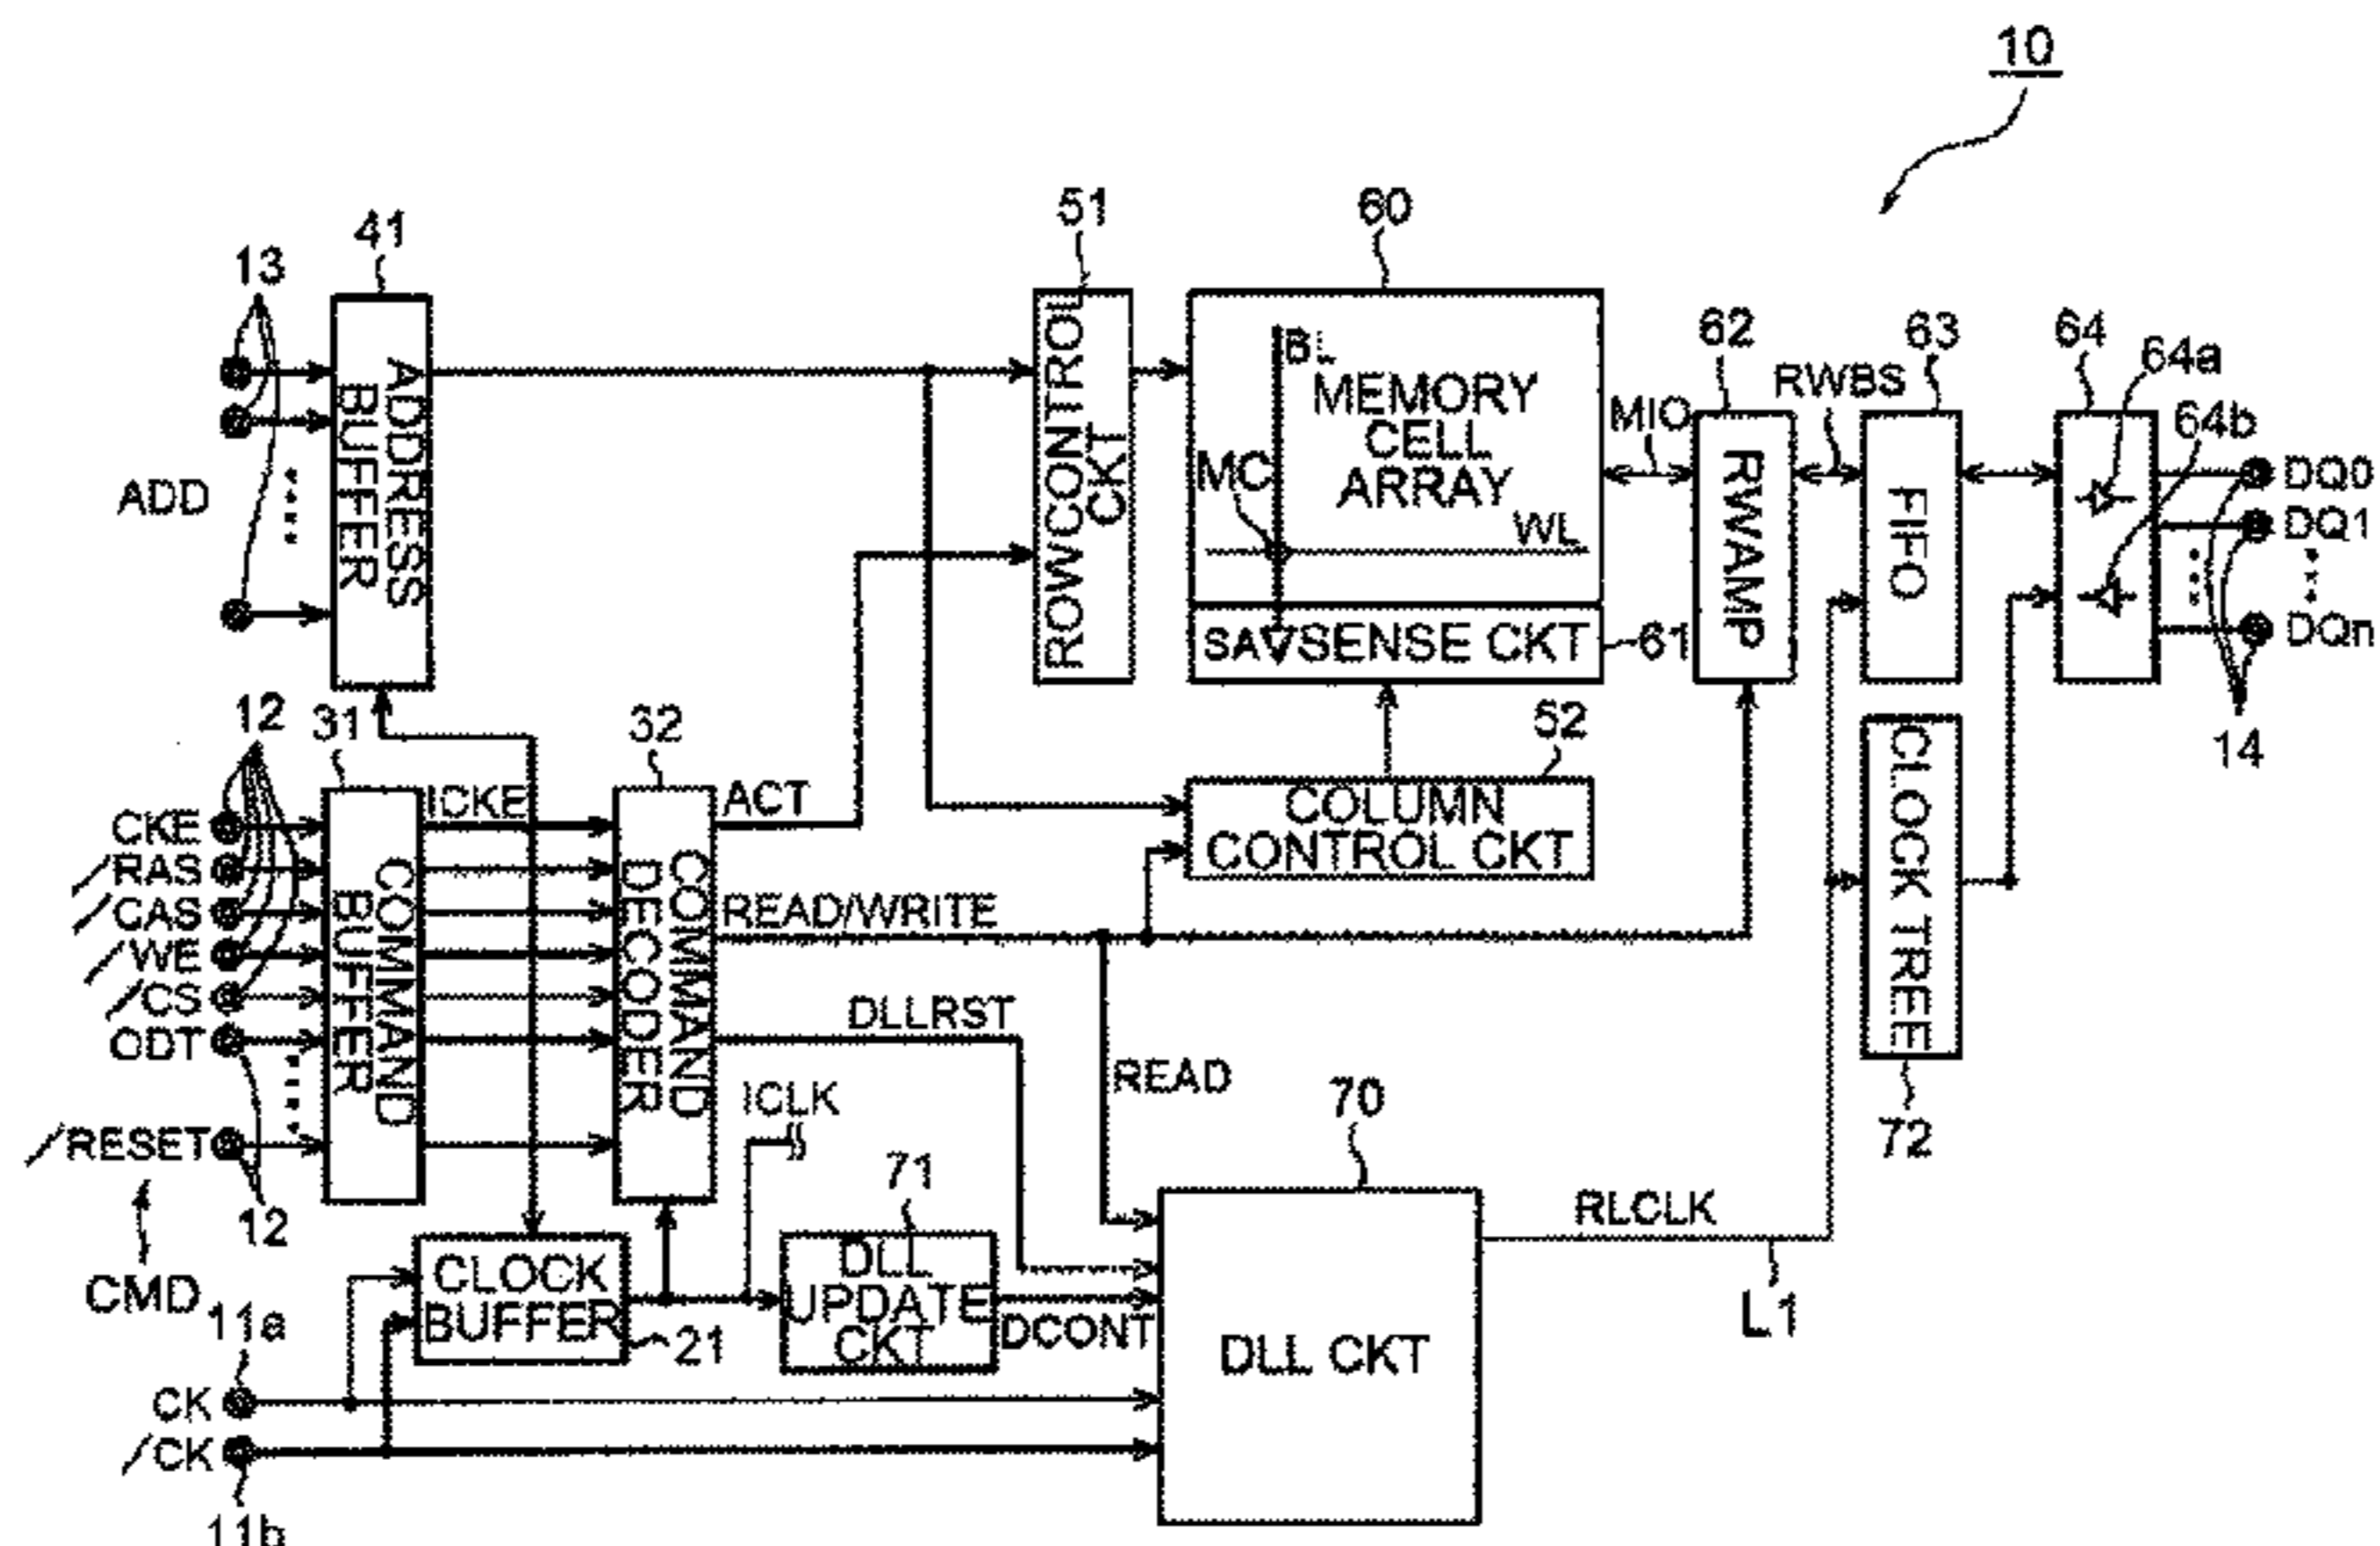 10
51
60
41
13
62
63
64
64a
64b
BL
RWBS
MIO
ADDRESS
BUFFER
ROWCONTROL
CKT
MEMORY
CELL
ARRAY
MC
WL
RWAMP
FIFO
DQ0
DQ1
DQn
ADD
SA
SENSE CKT
61
12
31
32
52
14
ICKE
ACT
COLUMN
CONTROL CKT
CLOCK TREE
CKE
/RAS
/CAS
/WE
/CS
ODT
/RESET
COMMAND
BUFFER
COMMAND
DECODER
READ/WRITE
DLLRST
READ
ICLK
70
72
71
12
CMD
RLCLK
CLOCK
BUFFER
21
DLL
UPDATE
CKT
DCONT
L1
DLL CKT
11a
CK
/CK
11b